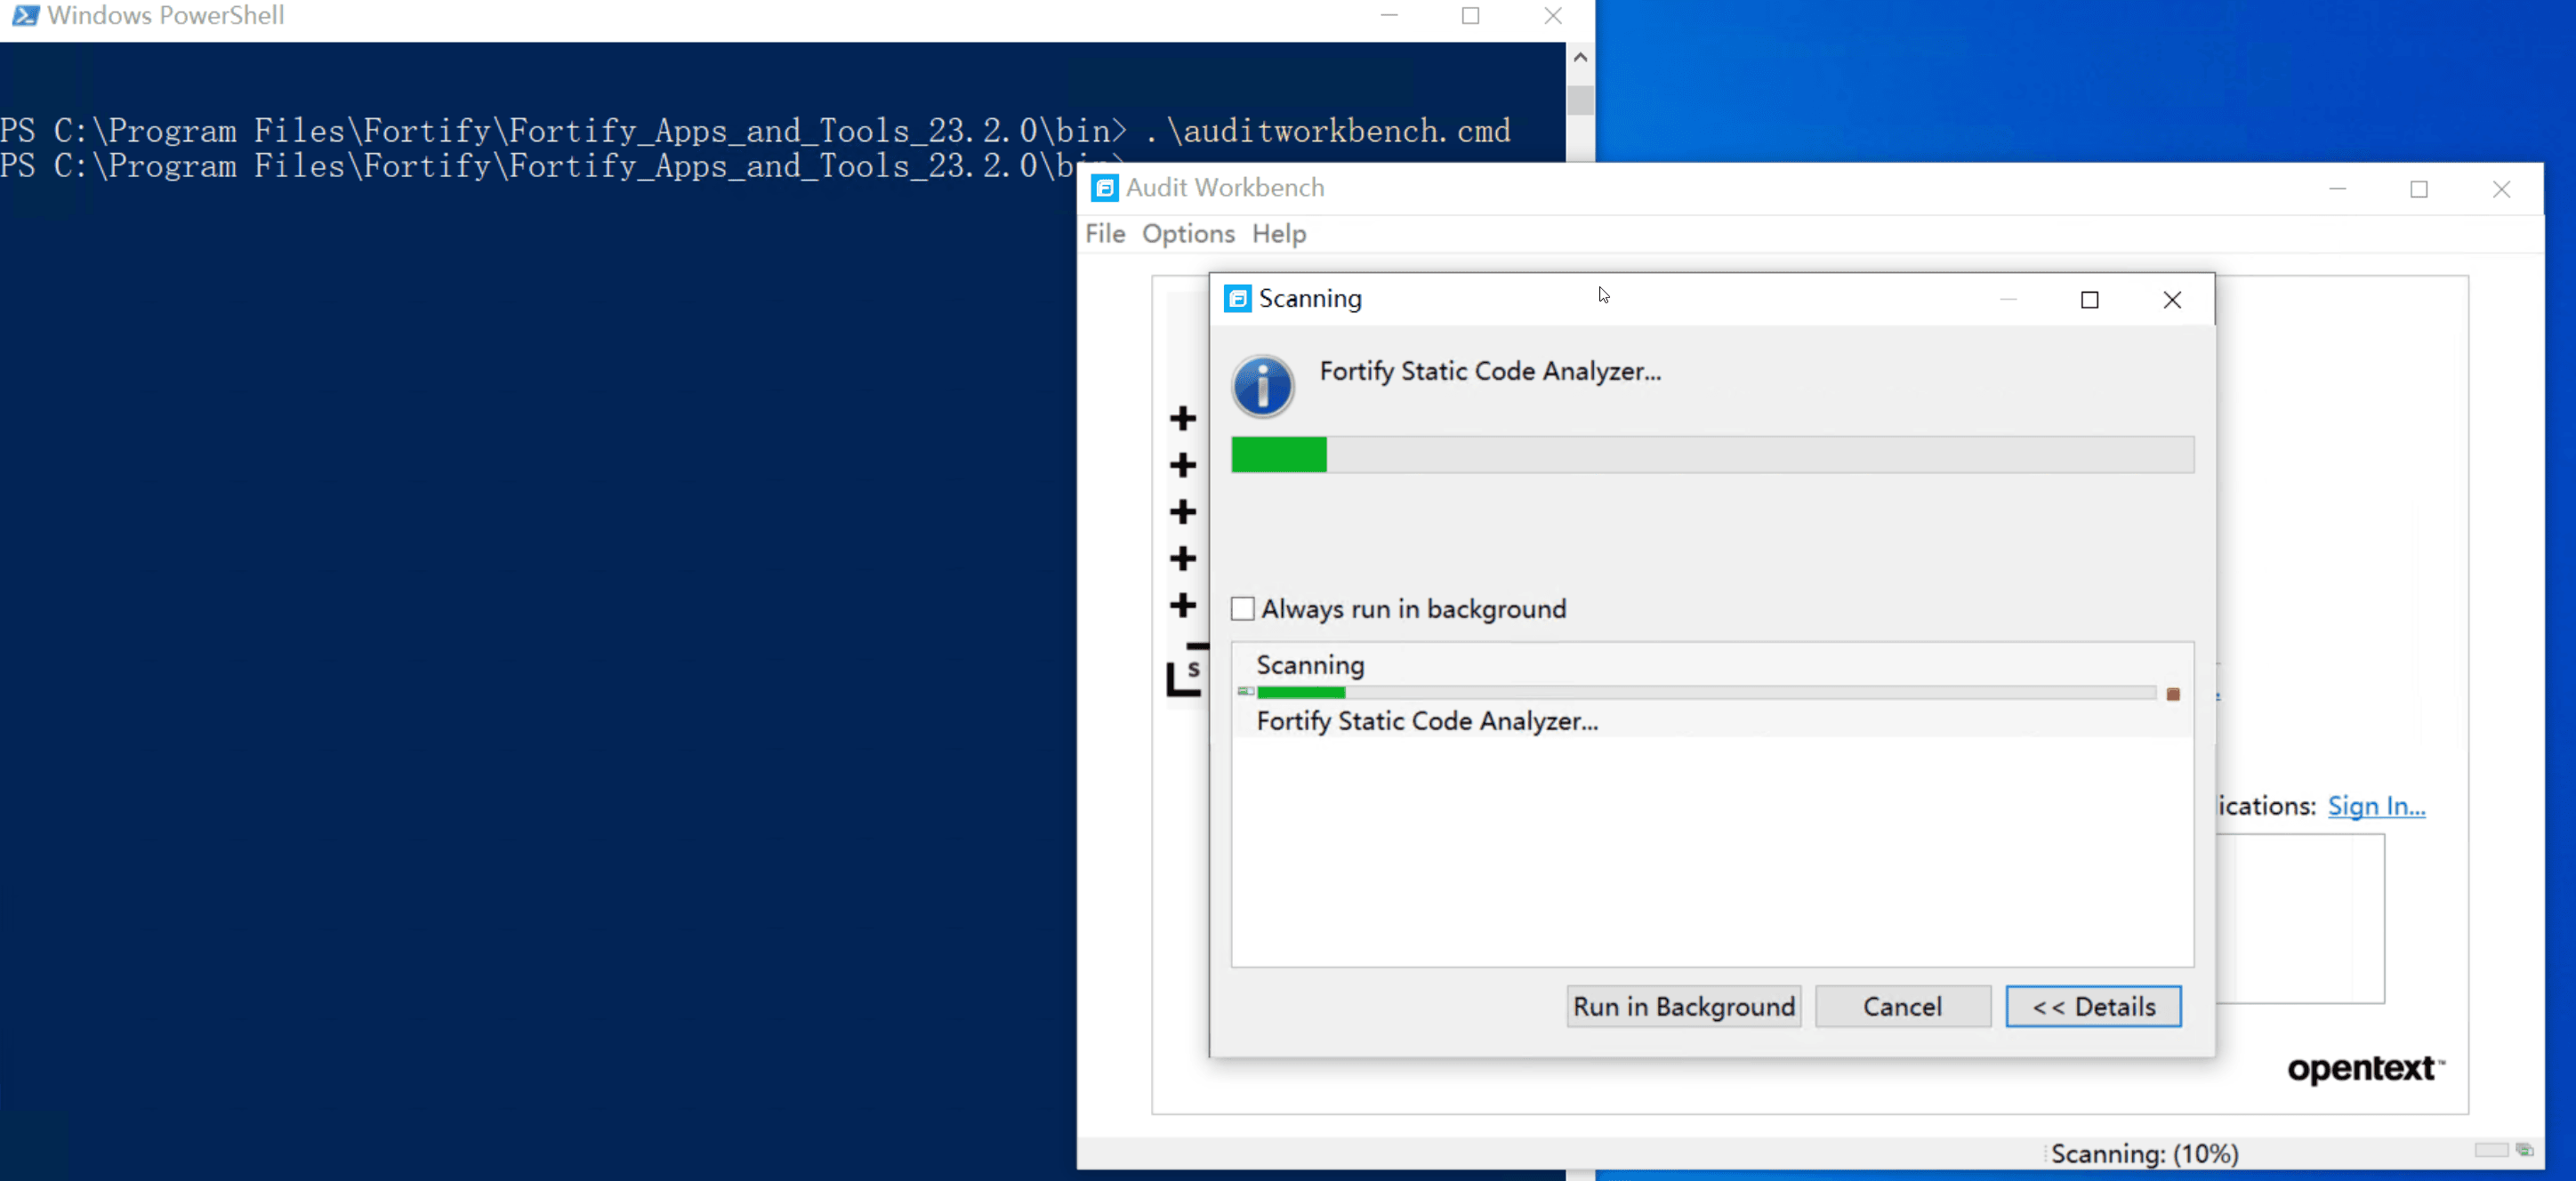 Windows PowerShell
PS C:\Program Files\Fortify\Fortify_Apps_and_Tools_23.2.0\bin> .\auditworkbench.cmd
PS C:\Program Files\Fortify\Fortify_Apps_and_Tools_23.2.0\bin>
Audit Workbench
File Options Help
Scanning
Fortify Static Code Analyzer...
Always run in background
Scanning
Fortify Static Code Analyzer...
ications: Sign In...
Run in Background Cancel << Details
opentext™
Scanning: (10%)